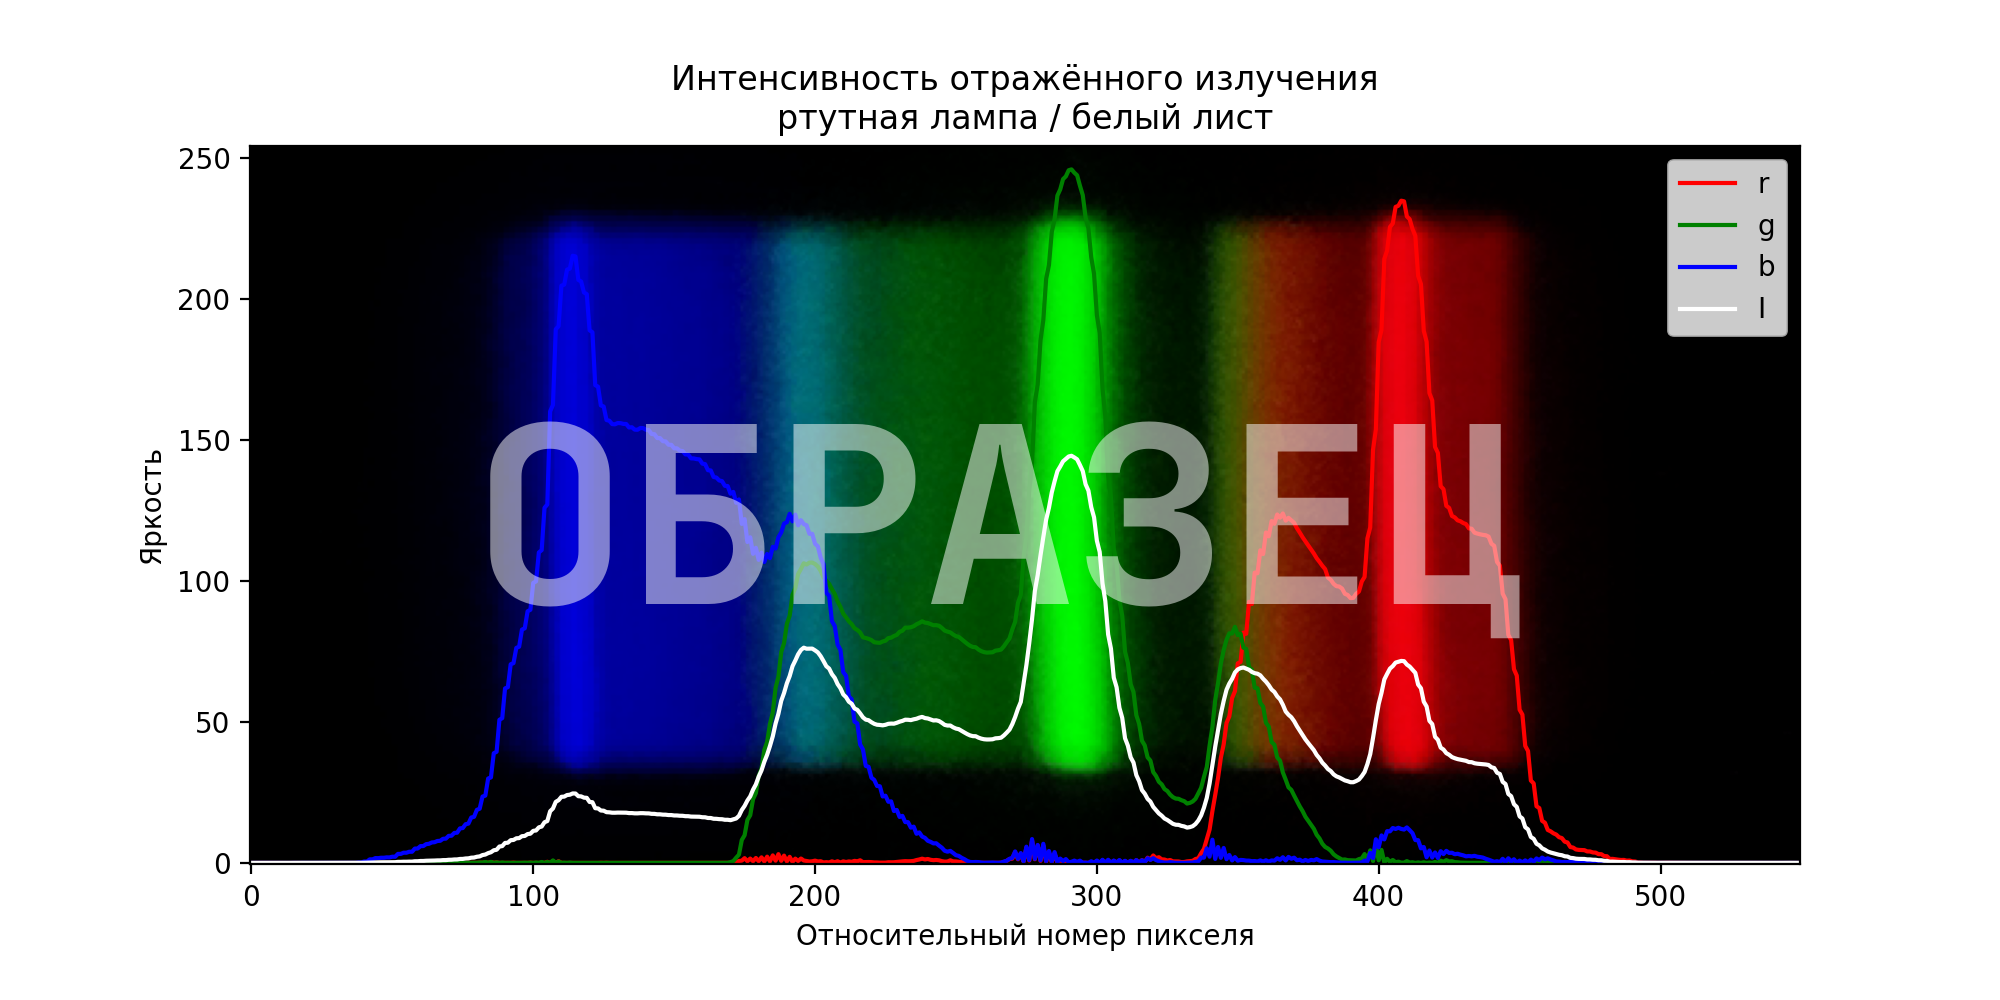 Интенсивность отражённого излучения
ртутная лампа / белый лист
250
200
150
100
50
0
Яркость
0 100 200 300 400 500
Относительный номер пикселя
r
g
b
l
ОБРАЗЕЦ